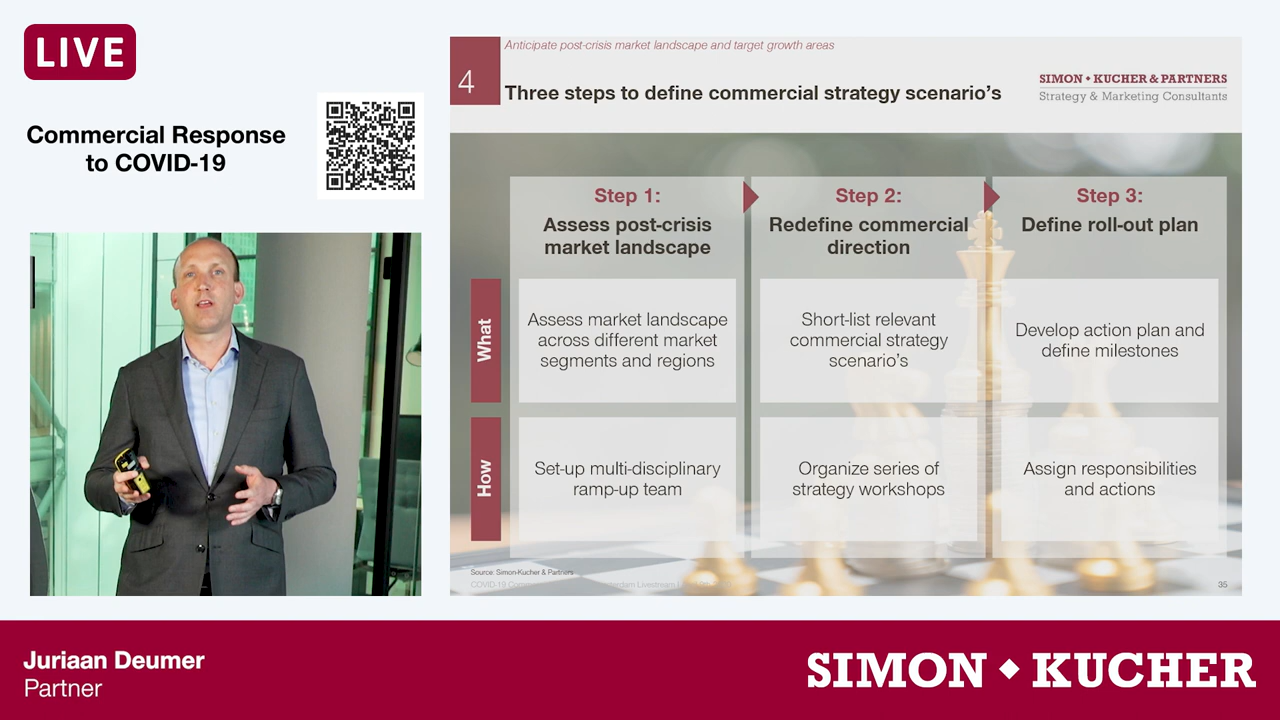 LIVE
Commercial Response
to COVID-19
Anticipate post-crisis market landscape and target growth areas
4
Three steps to define commercial strategy scenario's
SIMON • KUCHER & PARTNERS
Strategy & Marketing Consultants
Step 1:
Assess post-crisis
market landscape
Step 2:
Redefine commercial
direction
Step 3:
Define roll-out plan
What
Assess market landscape
across different market
segments and regions
Short-list relevant
commercial strategy
scenario's
Develop action plan and
define milestones
How
Set-up multi-disciplinary
ramp-up team
Organize series of
strategy workshops
Assign responsibilities
and actions
Source: Simon-Kucher & Partners
COVID-19 Livestream
35
Juriaan Deumer
Partner
SIMON ◆ KUCHER